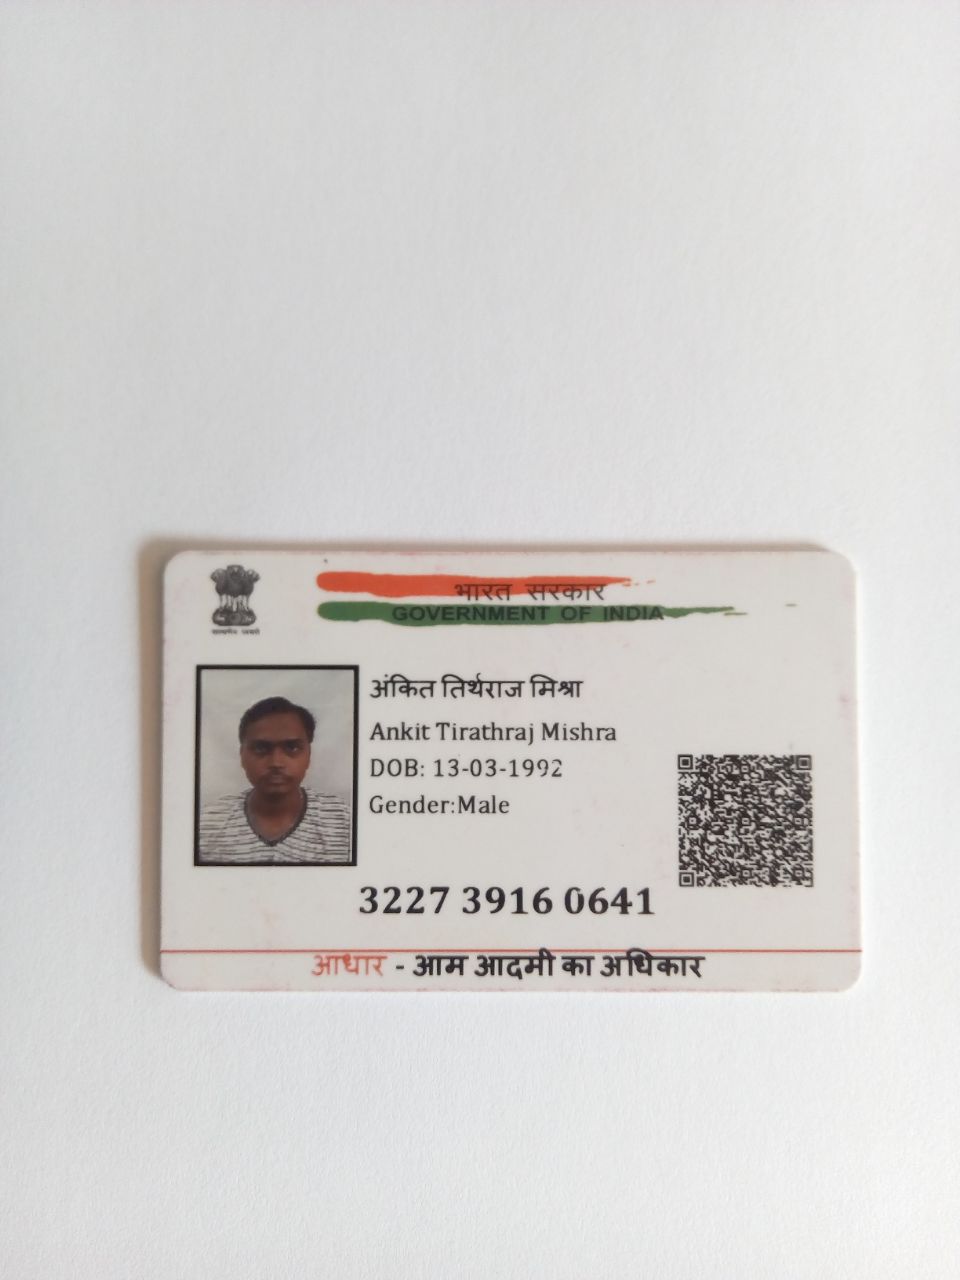 भारत सरकार
GOVERNMENT OF INDIA
सत्यमेव जयते
अंकित तिर्थराज मिश्रा
Ankit Tirathraj Mishra
DOB: 13-03-1992
Gender:Male
3227 3916 0641
आधार - आम आदमी का अधिकार